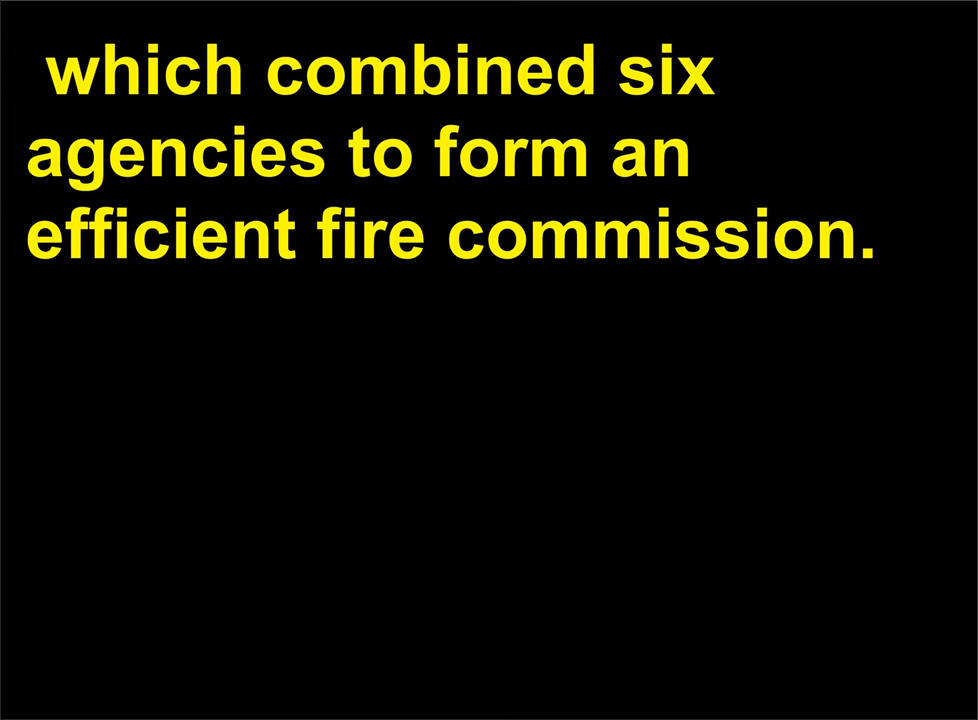 which combined six
agencies to form an
efficient fire commission.